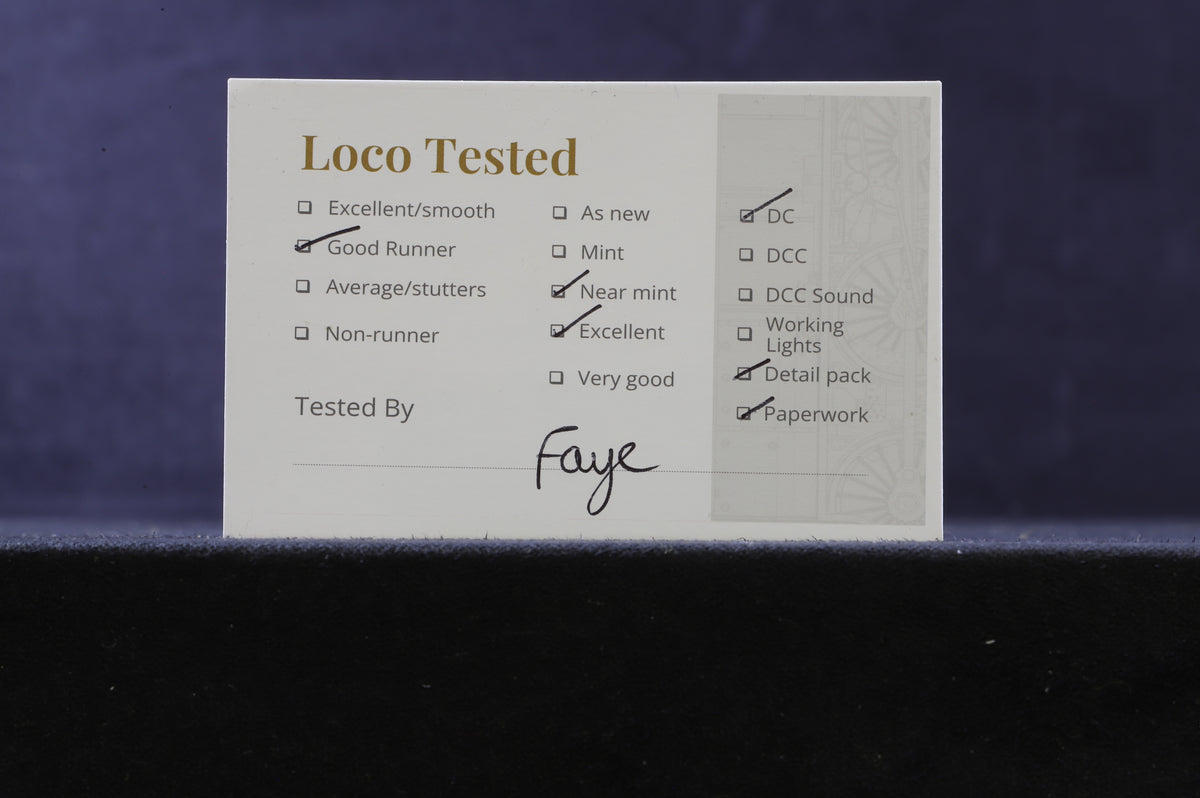 Loco Tested
Excellent/smooth
Good Runner
Average/stutters
Non-runner
As new
Mint
Near mint
Excellent
Very good
DC
DCC
DCC Sound
Working
Lights
Detail pack
Paperwork
Tested By
Faye